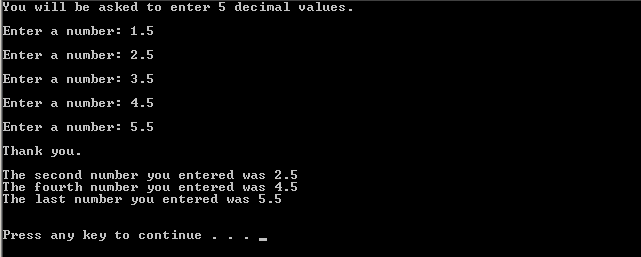 You will be asked to enter 5 decimal values.
Enter a number: 1.5
Enter a number: 2.5
Enter a number: 3.5
Enter a number: 4.5
Enter a number: 5.5
Thank you.
The second number you entered was 2.5
The fourth number you entered was 4.5
The last number you entered was 5.5
Press any key to continue . . . _